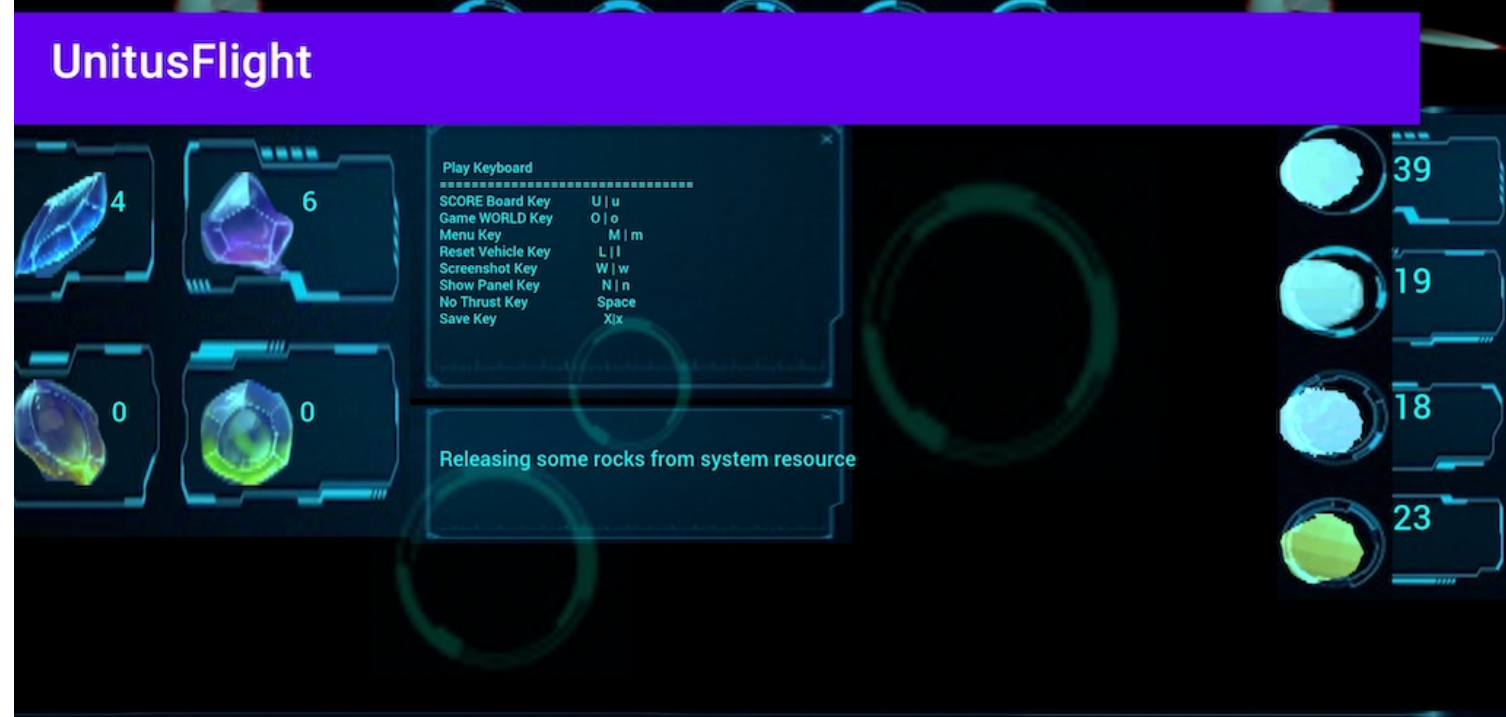 UnitusFlight
4
6
0
0
Play Keyboard
==================================
SCORE Board Key U | u
Game WORLD Key O | o
Menu Key M | m
Reset Vehicle Key L | l
Screenshot Key W | w
Show Panel Key N | n
No Thrust Key Space
Save Key X|x
Releasing some rocks from system resource
39
19
18
23